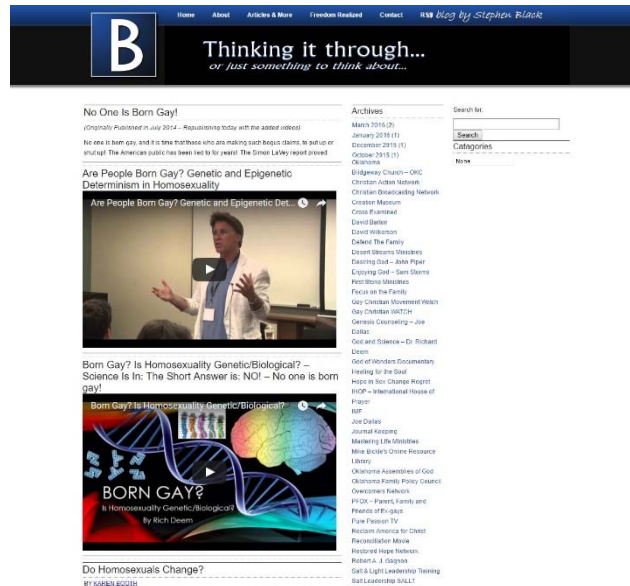 Home About Articles & More Freedom Realized Contact RSS blog by Stephen Black
B
Thinking it through...
or just something to think about...
No One Is Born Gay!
(Originally Published in July 2014 – Republishing today with the added videos)
No one is born gay, and it is time that those who are making such bogus claims, to put up or
shut up! The American public has been lied to for years! The Simon LaVey report proved
Are People Born Gay? Genetic and Epigenetic
Determinism in Homosexuality
Are People Born Gay? Genetic and Epigenetic Det...
Born Gay? Is Homosexuality Genetic/Biological? –
Science Is In: The Short Answer is: NO! – No one is born
gay!
Born Gay? Is Homosexuality Genetic/Biological?
BORN GAY?
Is Homosexuality Genetic/Biological?
By Rich Deem
Do Homosexuals Change?
BY KAREN BOOTH
Archives
March 2016 (2)
January 2016 (1)
December 2015 (1)
October 2015 (1)
Oklahoma
Bridgeway Church – OKC
Christian Action Network
Christian Broadcasting Network
Creation Museum
Cross Examined
David Barton
David Wilkerson
Defend The Family
Desert Streams Ministries
Desiring God – John Piper
Enjoying God – Sam Storms
First Stone Ministries
Focus on the Family
Gay Christian Movement Watch
Gay Christian WATCH
Genesis Counseling – Joe
Dallas
God and Science – Dr. Richard
Deem
God of Wonders Documentary
Healing for the Soul
Hope in Sex Change Regret
IHOP – International House of
Prayer
IMF
Joe Dallas
Journal Keeping
Mastering Life Ministries
Mike Bickle's Online Resource
Library
Oklahoma Assemblies of God
Oklahoma Family Policy Council
Overcomers Network
PFOX – Parent, Family and
Friends of Ex-gays
Pure Passion TV
Reclaim America for Christ
Reconciliation Movie
Restored Hope Network
Robert A. J. Gagnon
Salt & Light Leadership Training
Salt Leadership SALLT
Search for:
Search
Catagories
None